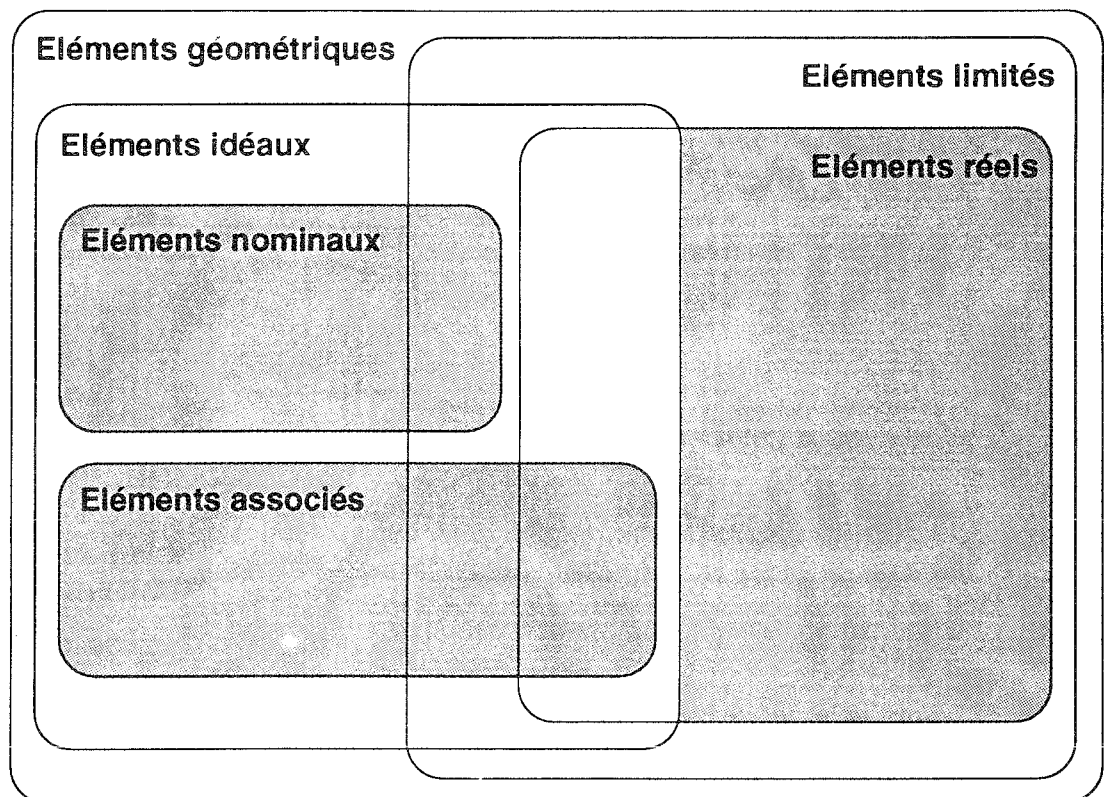 Eléments géométriques
Eléments limités
Eléments idéaux
Eléments réels
Eléments nominaux
Eléments associés